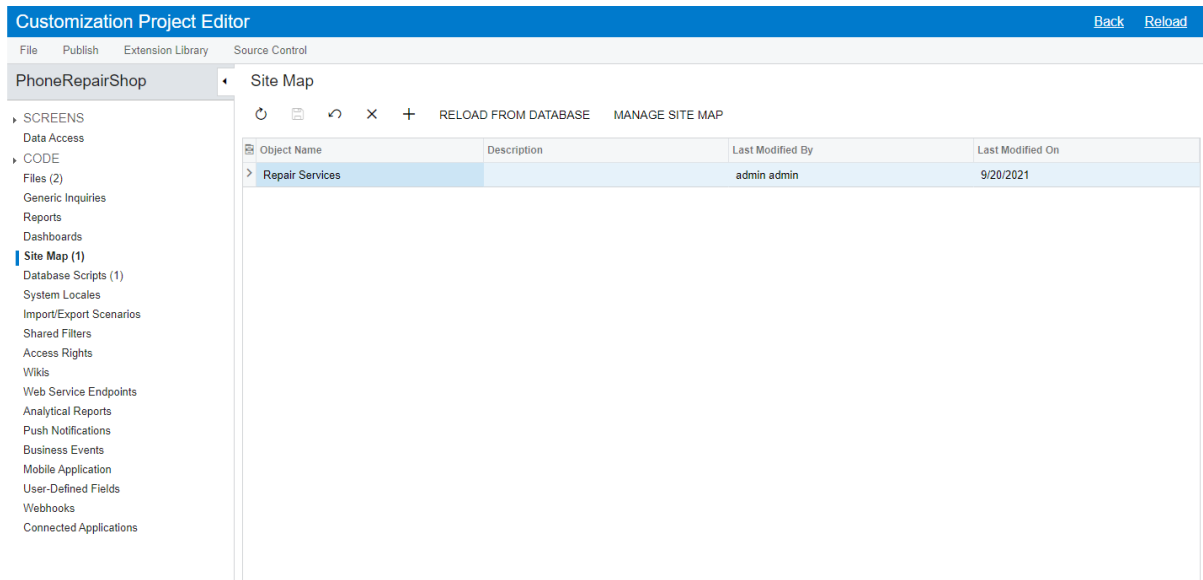 Customization Project Editor Back Reload
File Publish Extension Library Source Control
PhoneRepairShop
Site Map
SCREENS
Data Access
CODE
Files (2)
Generic Inquiries
Reports
Dashboards
Site Map (1)
Database Scripts (1)
System Locales
Import/Export Scenarios
Shared Filters
Access Rights
Wikis
Web Service Endpoints
Analytical Reports
Push Notifications
Business Events
Mobile Application
User-Defined Fields
Webhooks
Connected Applications
RELOAD FROM DATABASE MANAGE SITE MAP
Object Name Description Last Modified By Last Modified On
Repair Services admin admin 9/20/2021